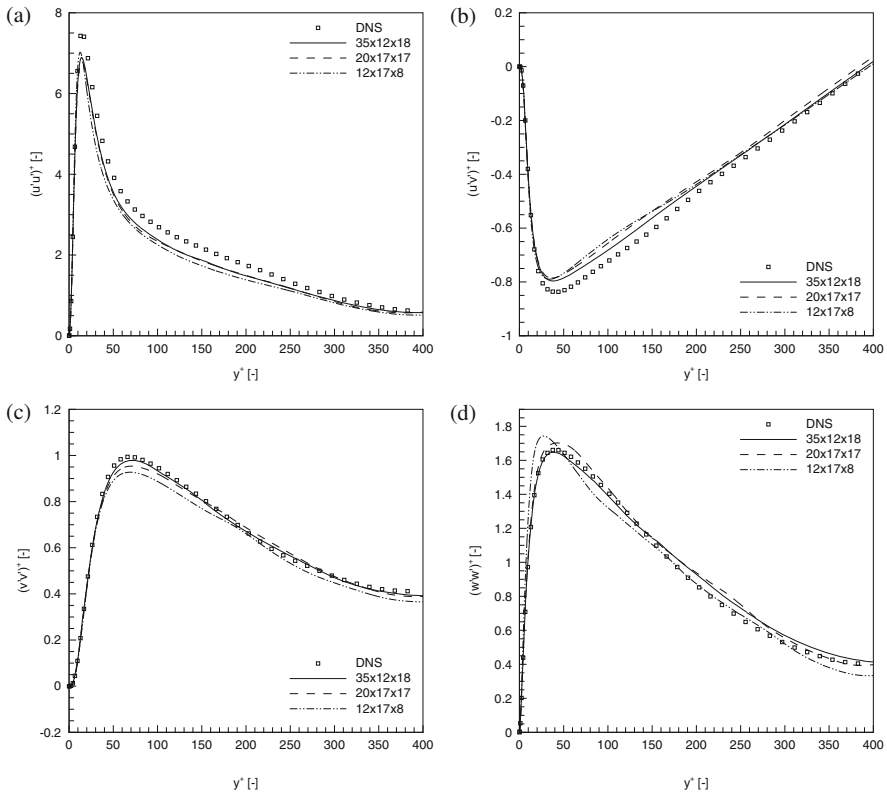 (a)
8
6
4
2
0
(u'u')⁺ [-]
0 50 100 150 200 250 300 350 400
y⁺ [-]
DNS
35x12x18
20x17x17
12x17x8
(b)
0
-0.2
-0.4
-0.6
-0.8
-1
(u'v')⁺ [-]
0 50 100 150 200 250 300 350 400
y⁺ [-]
DNS
35x12x18
20x17x17
12x17x8
(c)
1.2
1
0.8
0.6
0.4
0.2
0
-0.2
(v'v')⁺ [-]
0 50 100 150 200 250 300 350 400
y⁺ [-]
DNS
35x12x18
20x17x17
12x17x8
(d)
1.8
1.6
1.4
1.2
1
0.8
0.6
0.4
0.2
0
(w'w')⁺ [-]
0 50 100 150 200 250 300 350 400
y⁺ [-]
DNS
35x12x18
20x17x17
12x17x8